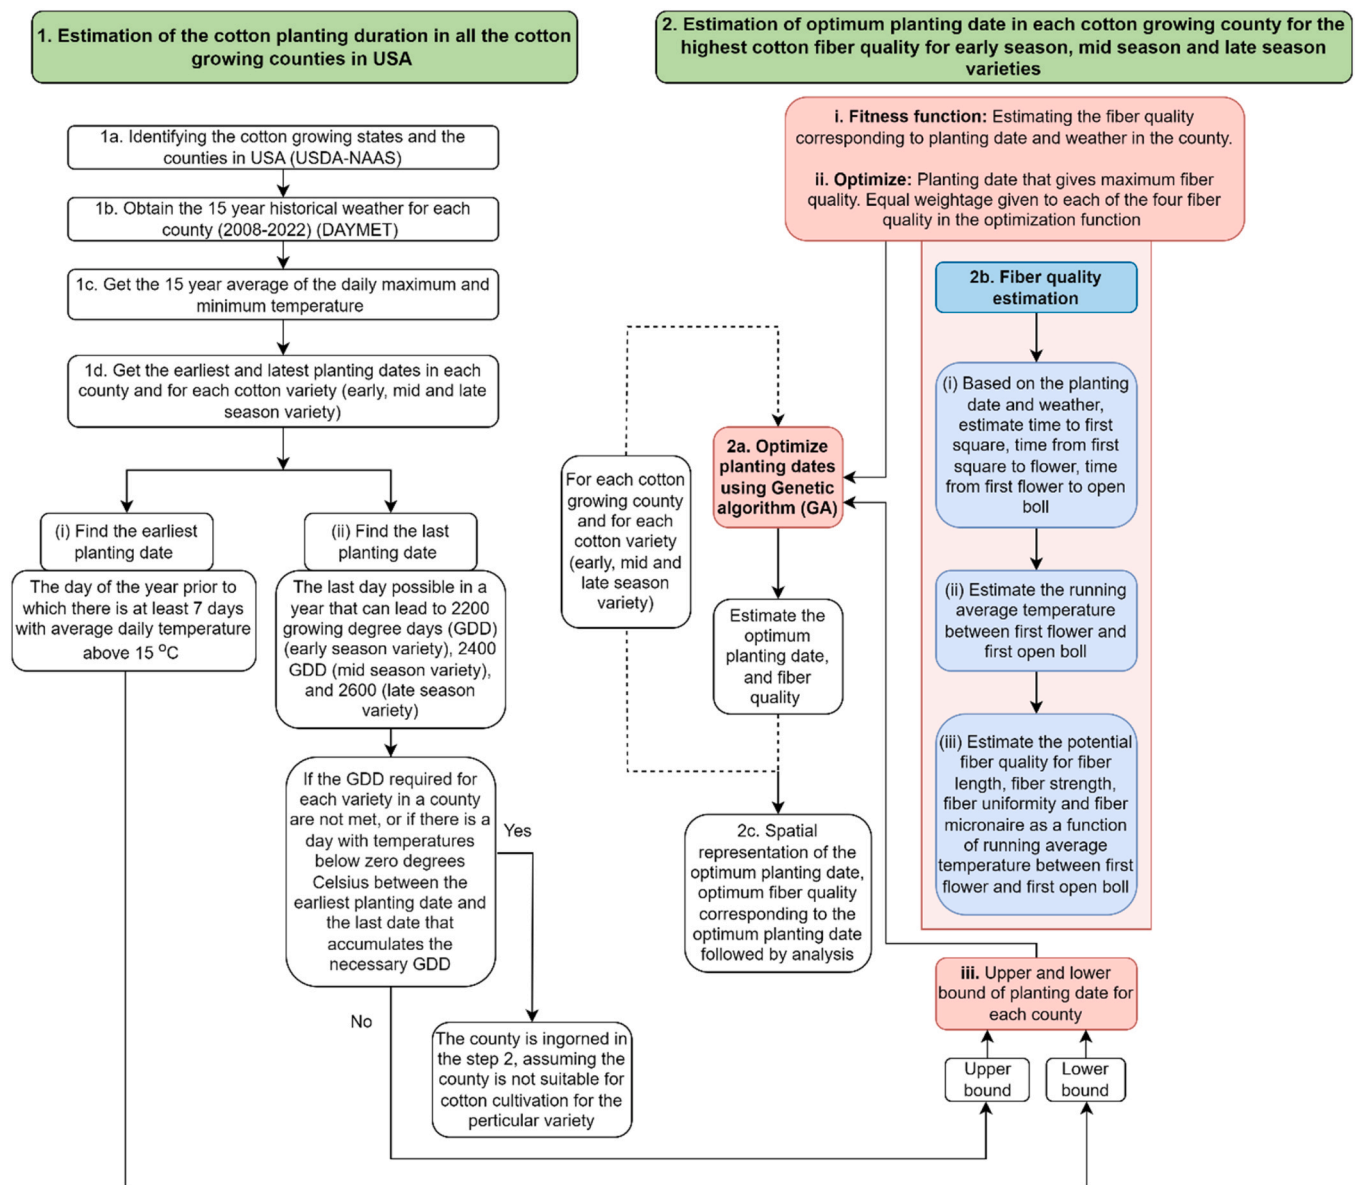 1. Estimation of the cotton planting duration in all the cotton
growing counties in USA
1a. Identifying the cotton growing states and the
counties in USA (USDA-NAAS)
1b. Obtain the 15 year historical weather for each
county (2008-2022) (DAYMET)
1c. Get the 15 year average of the daily maximum and
minimum temperature
1d. Get the earliest and latest planting dates in each
county and for each cotton variety (early, mid and late
season variety)
(i) Find the earliest
planting date
The day of the year prior to
which there is at least 7 days
with average daily temperature
above 15 °C
(ii) Find the last
planting date
The last day possible in a
year that can lead to 2200
growing degree days (GDD)
(early season variety), 2400
GDD (mid season variety),
and 2600 (late season
variety)
If the GDD required for
each variety in a county
are not met, or if there is a
day with temperatures
below zero degrees
Celsius between the
earliest planting date and
the last date that
accumulates the
necessary GDD
Yes
No
The county is ingorned in
the step 2, assuming the
county is not suitable for
cotton cultivation for the
perticular variety
2. Estimation of optimum planting date in each cotton growing county for the
highest cotton fiber quality for early season, mid season and late season
varieties
i. Fitness function: Estimating the fiber quality
corresponding to planting date and weather in the county.
ii. Optimize: Planting date that gives maximum fiber
quality. Equal weightage given to each of the four fiber
quality in the optimization function
For each cotton
growing county
and for each
cotton variety
(early, mid and
late season
variety)
2a. Optimize
planting dates
using Genetic
algorithm (GA)
Estimate the
optimum
planting date,
and fiber
quality
2c. Spatial
representation of the
optimum planting date,
optimum fiber quality
corresponding to the
optimum planting date
followed by analysis
2b. Fiber quality
estimation
(i) Based on the planting
date and weather,
estimate time to first
square, time from first
square to flower, time
from first flower to open
boll
(ii) Estimate the running
average temperature
between first flower and
first open boll
(iii) Estimate the potential
fiber quality for fiber
length, fiber strength,
fiber uniformity and fiber
micronaire as a function
of running average
temperature between first
flower and first open boll
iii. Upper and lower
bound of planting date for
each county
Upper
bound
Lower
bound